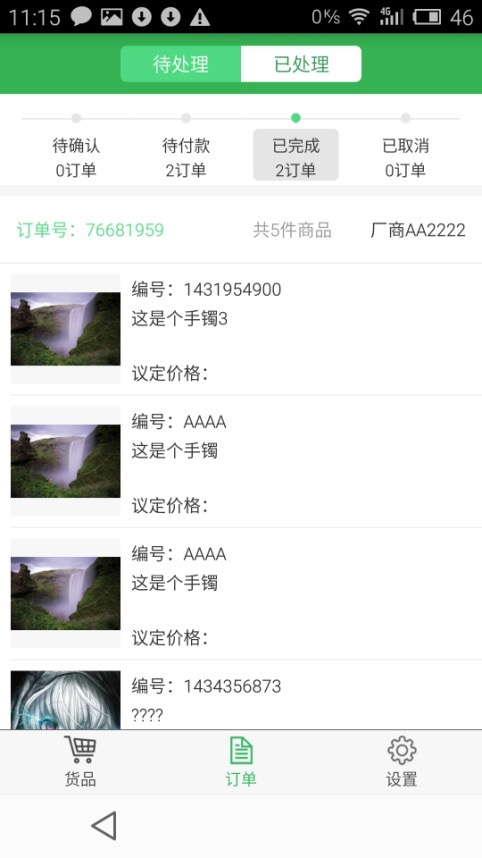 11:15 0K/s 4G 46
待处理 已处理
待确认 待付款 已完成 已取消
0订单 2订单 2订单 0订单
订单号：76681959 共5件商品 厂商AA2222
编号：1431954900
这是个手镯3
议定价格：
编号：AAAA
这是个手镯
议定价格：
编号：AAAA
这是个手镯
议定价格：
编号：1434356873
????
货品 订单 设置